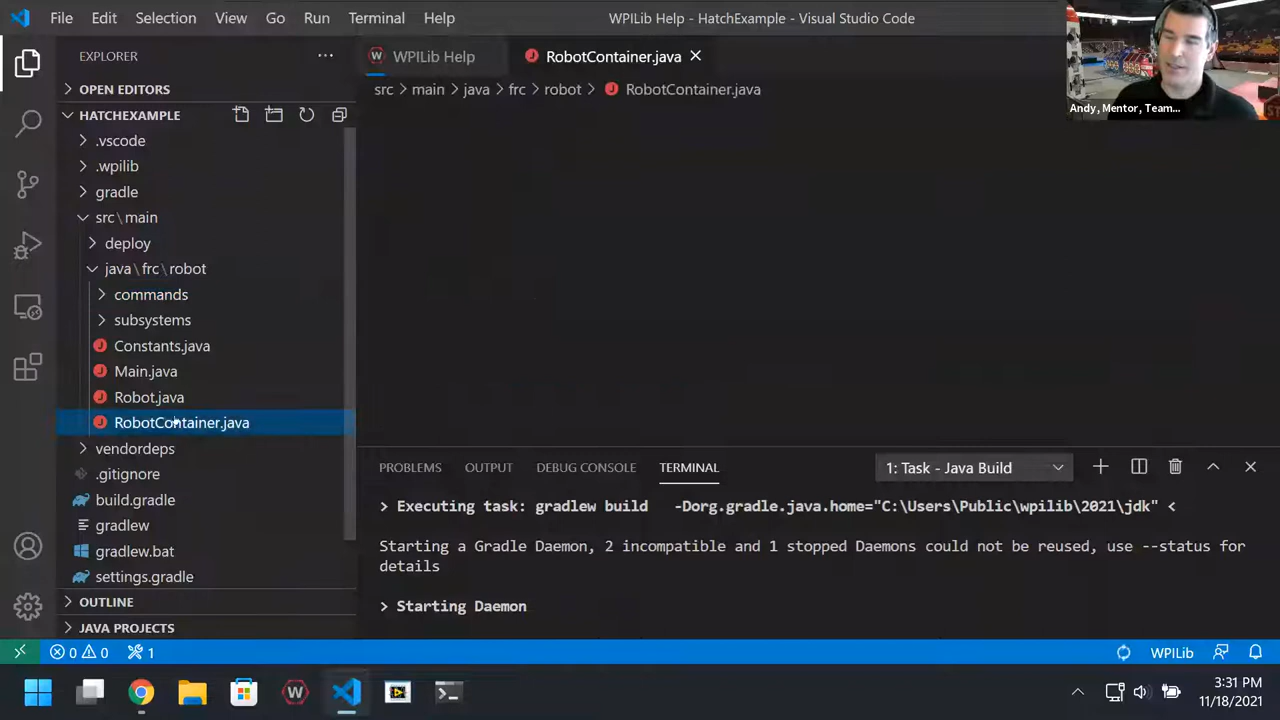 File Edit Selection View Go Run Terminal Help WPILib Help - HatchExample - Visual Studio Code
EXPLORER
WPILib Help
RobotContainer.java
Andy, Mentor, Team...
OPEN EDITORS
src > main > java > frc > robot > RobotContainer.java
HATCHEXAMPLE
.vscode
.wpilib
gradle
src\main
deploy
java\frc\robot
commands
subsystems
Constants.java
Main.java
Robot.java
RobotContainer.java
vendordeps
.gitignore
build.gradle
gradlew
gradlew.bat
settings.gradle
OUTLINE
JAVA PROJECTS
PROBLEMS OUTPUT DEBUG CONSOLE TERMINAL 1: Task - Java Build
> Executing task: gradlew build -Dorg.gradle.java.home="C:\Users\Public\wpilib\2021\jdk" <
Starting a Gradle Daemon, 2 incompatible and 1 stopped Daemons could not be reused, use --status for
details
> Starting Daemon
0 0 1 WPILib
W
3:31 PM
11/18/2021